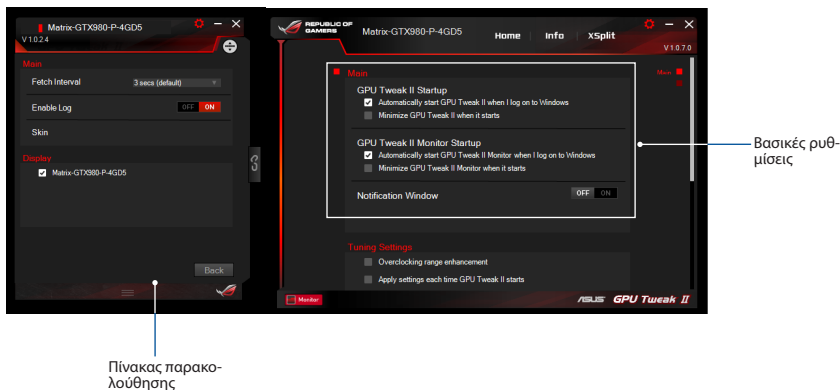 Matrix-GTX980-P-4GD5
V 1.0.2.4
Main
Fetch Interval 3 secs (default)
Enable Log OFF ON
Skin
Display
Matrix-GTX980-P-4GD5
Back
REPUBLIC OF
GAMERS
Matrix-GTX980-P-4GD5
Home Info XSplit
V 1.0.7.0
Main
Main
GPU Tweak II Startup
Automatically start GPU Tweak II when I log on to Windows
Minimize GPU Tweak II when it starts
GPU Tweak II Monitor Startup
Automatically start GPU Tweak II Monitor when I log on to Windows
Minimize GPU Tweak II Monitor when it starts
Notification Window OFF ON
Tuning Settings
Overclocking range enhancement
Apply settings each time GPU Tweak II starts
Monitor
ASUS GPU Tweak II
Βασικές ρυθ-
μίσεις
Πίνακας παρακο-
λούθησης